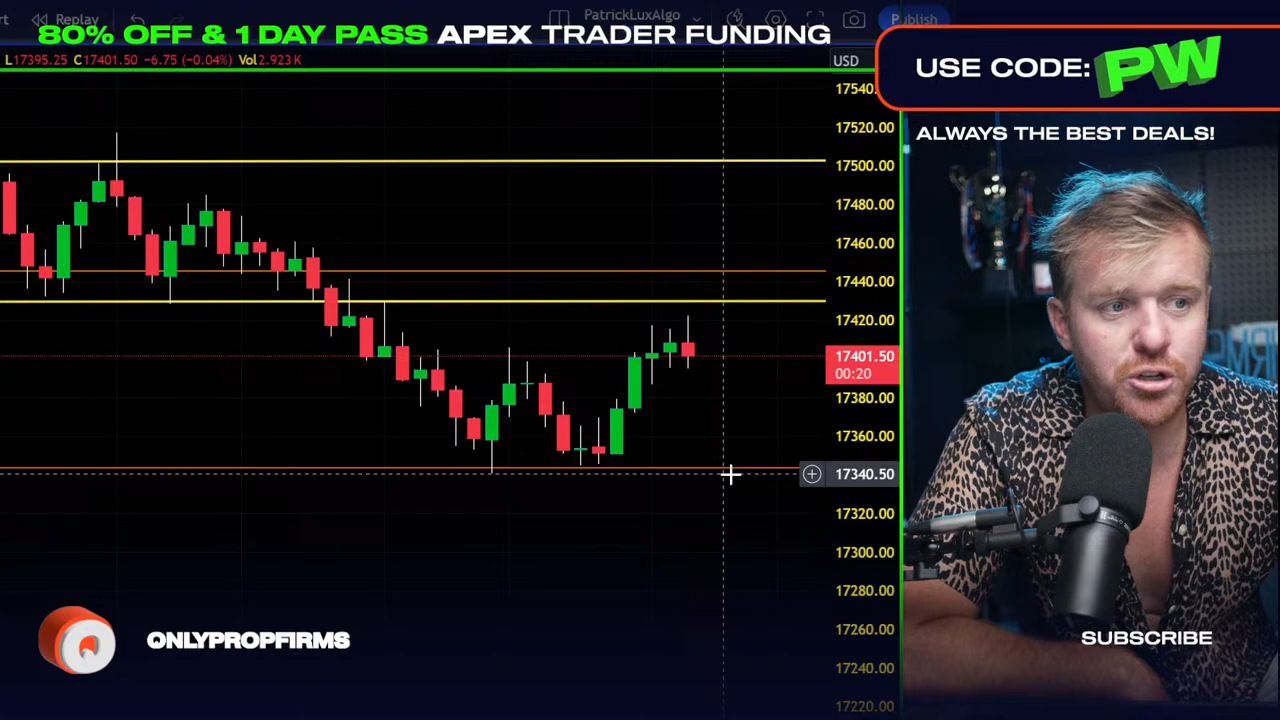 rt Replay PatrickLuxAlgo Publish
80% OFF & 1 DAY PASS APEX TRADER FUNDING
L17395.25 C17401.50 -6.75 (-0.04%) Vol2.923 K
USD
USE CODE: PW
ALWAYS THE BEST DEALS!
17540.
17520.00
17500.00
17480.00
17460.00
17440.00
17420.00
17401.50
00:20
17380.00
17360.00
17340.50
17320.00
17300.00
17280.00
17260.00
17240.00
17220.00
ONLYPROPFIRMS
SUBSCRIBE